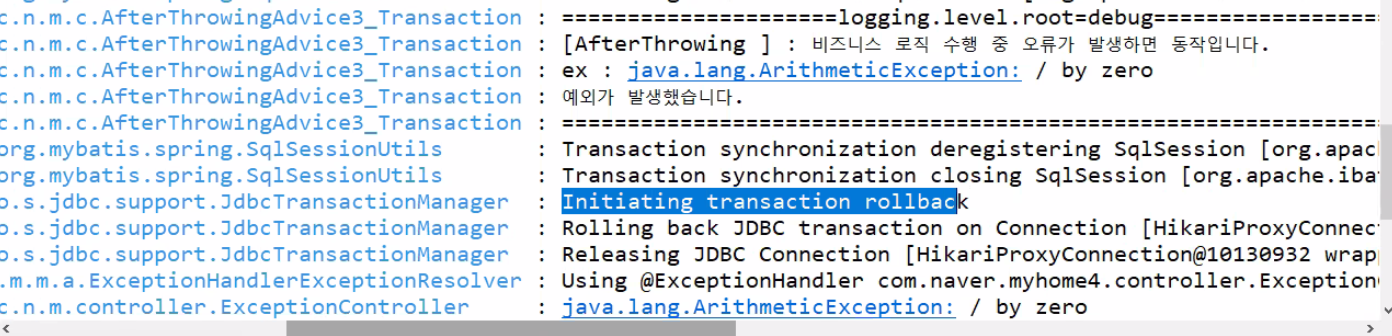 c.n.m.c.AfterThrowingAdvice3_Transaction : =====================logging.level.root=debug=================
c.n.m.c.AfterThrowingAdvice3_Transaction : [AfterThrowing ] : 비즈니스 로직 수행 중 오류가 발생하면 동작입니다.
c.n.m.c.AfterThrowingAdvice3_Transaction : ex : java.lang.ArithmeticException: / by zero
c.n.m.c.AfterThrowingAdvice3_Transaction : 예외가 발생했습니다.
c.n.m.c.AfterThrowingAdvice3_Transaction : ===============================================================
org.mybatis.spring.SqlSessionUtils : Transaction synchronization deregistering SqlSession [org.apac
org.mybatis.spring.SqlSessionUtils : Transaction synchronization closing SqlSession [org.apache.iba
o.s.jdbc.support.JdbcTransactionManager : Initiating transaction rollback
o.s.jdbc.support.JdbcTransactionManager : Rolling back JDBC transaction on Connection [HikariProxyConnect
o.s.jdbc.support.JdbcTransactionManager : Releasing JDBC Connection [HikariProxyConnection@10130932 wrap
.m.m.a.ExceptionHandlerExceptionResolver : Using @ExceptionHandler com.naver.myhome4.controller.Exception
c.n.m.controller.ExceptionController : java.lang.ArithmeticException: / by zero